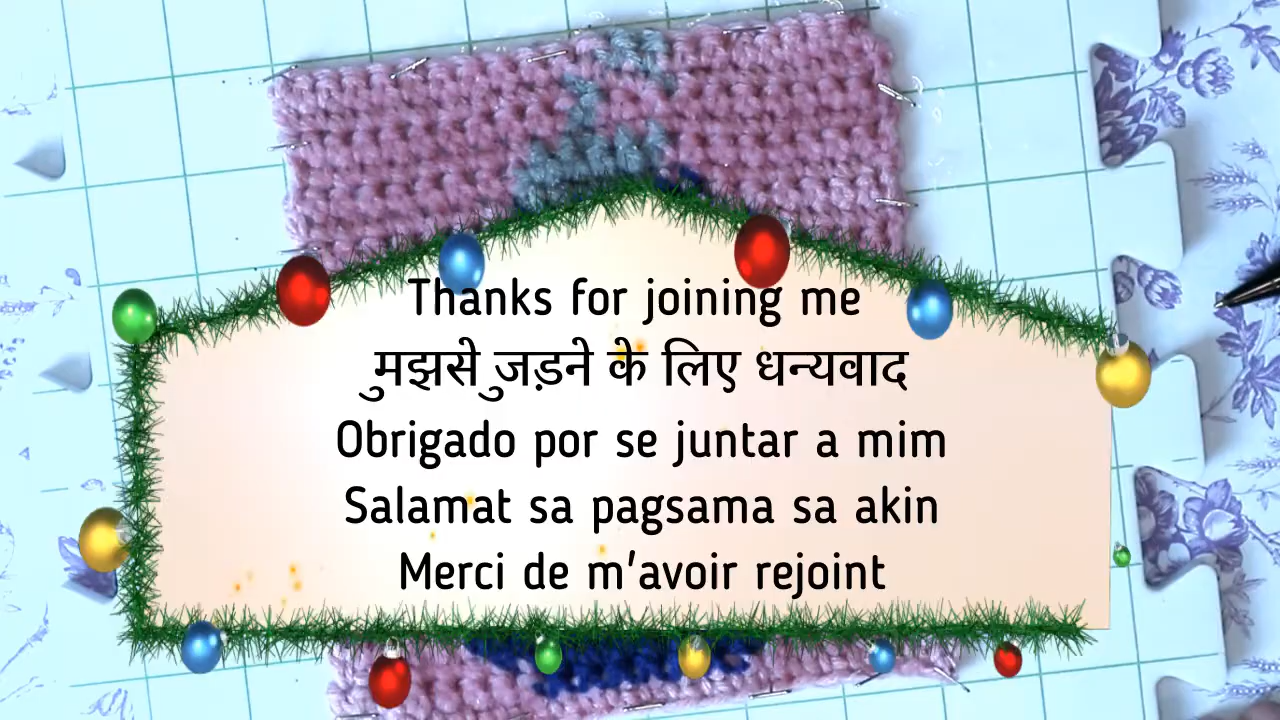 Thanks for joining me
मुझसे जुड़ने के लिए धन्यवाद
Obrigado por se juntar a mim
Salamat sa pagsama sa akin
Merci de m'avoir rejoint